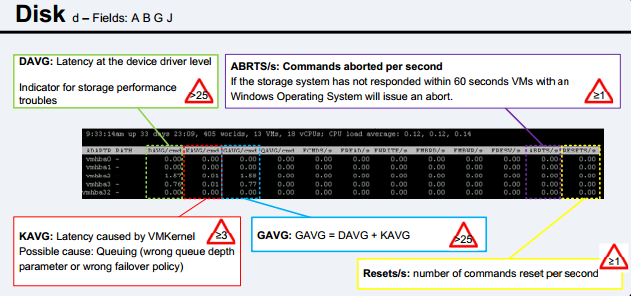 Disk d – Fields: A B G J
DAVG: Latency at the device driver level
Indicator for storage performance
troubles
>25
ABRTS/s: Commands aborted per second
If the storage system has not responded within 60 seconds VMs with an
Windows Operating System will issue an abort.
≥1
9:33:14am up 33 days 23:09, 405 worlds, 13 VMs, 18 vCPUs; CPU load average: 0.12, 0.12, 0.14
ADAPTR PATH DAVG/cmd KAVG/cmd GAVG/cmd QAVG/cmd FCMDS/s FREAD/s FWRITE/s FMBRD/s FMBWR/s FRESV/s ABRTS/s RESETS/s
vmhba0 - 0.00 0.00 0.00 0.00 0.00 0.00 0.00 0.00 0.00 0.00 0.00 0.00
vmhba1 - 0.00 0.00 0.00 0.00 0.00 0.00 0.00 0.00 0.00 0.00 0.00 0.00
vmhba2 - 1.67 0.01 1.68 0.00 0.00 0.00 0.00 0.00 0.00 0.00 0.00 0.00
vmhba3 - 0.76 0.01 0.77 0.00 0.00 0.00 0.00 0.00 0.00 0.00 0.00 0.00
vmhba32 - 0.00 0.00 0.00 0.00 0.00 0.00 0.00 0.00 0.00 0.00 0.00 0.00
KAVG: Latency caused by VMKernel
Possible cause: Queuing (wrong queue depth
parameter or wrong failover policy)
≥3
GAVG: GAVG = DAVG + KAVG
>25
Resets/s: number of commands reset per second
≥1